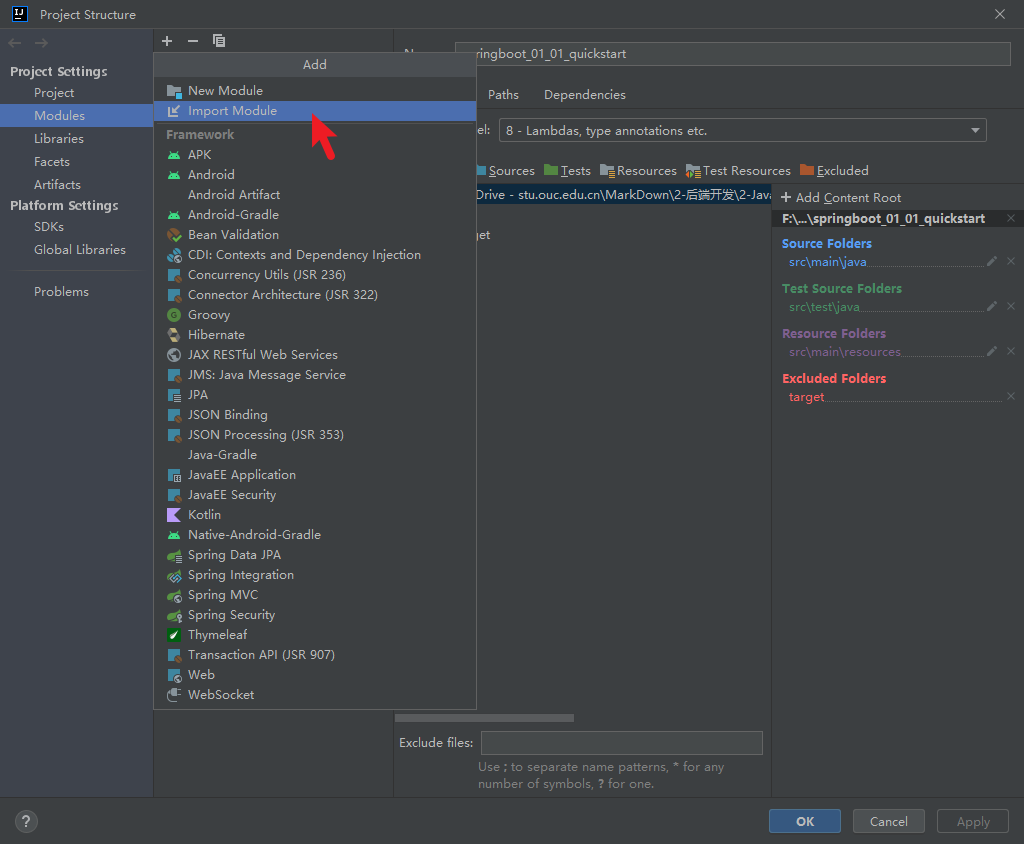 Project Structure
Project Settings
Project
Modules
Libraries
Facets
Artifacts
Platform Settings
SDKs
Global Libraries
Problems
Add
New Module
Import Module
Framework
APK
Android
Android Artifact
Android-Gradle
Bean Validation
CDI: Contexts and Dependency Injection
Concurrency Utils (JSR 236)
Connector Architecture (JSR 322)
Groovy
Hibernate
JAX RESTful Web Services
JMS: Java Message Service
JPA
JSON Binding
JSON Processing (JSR 353)
Java-Gradle
JavaEE Application
JavaEE Security
Kotlin
Native-Android-Gradle
Spring Data JPA
Spring Integration
Spring MVC
Spring Security
Thymeleaf
Transaction API (JSR 907)
Web
WebSocket
ringboot_01_01_quickstart
Paths Dependencies
el: 8 - Lambdas, type annotations etc.
Sources Tests Resources Test Resources Excluded
Drive - stu.ouc.edu.cn\MarkDown\2-后端开发\2-Java
get
+ Add Content Root
F:\...\springboot_01_01_quickstart
Source Folders
src\main\java
Test Source Folders
src\test\java
Resource Folders
src\main\resources
Excluded Folders
target
Exclude files:
Use ; to separate name patterns, * for any
number of symbols, ? for one.
?
OK Cancel Apply